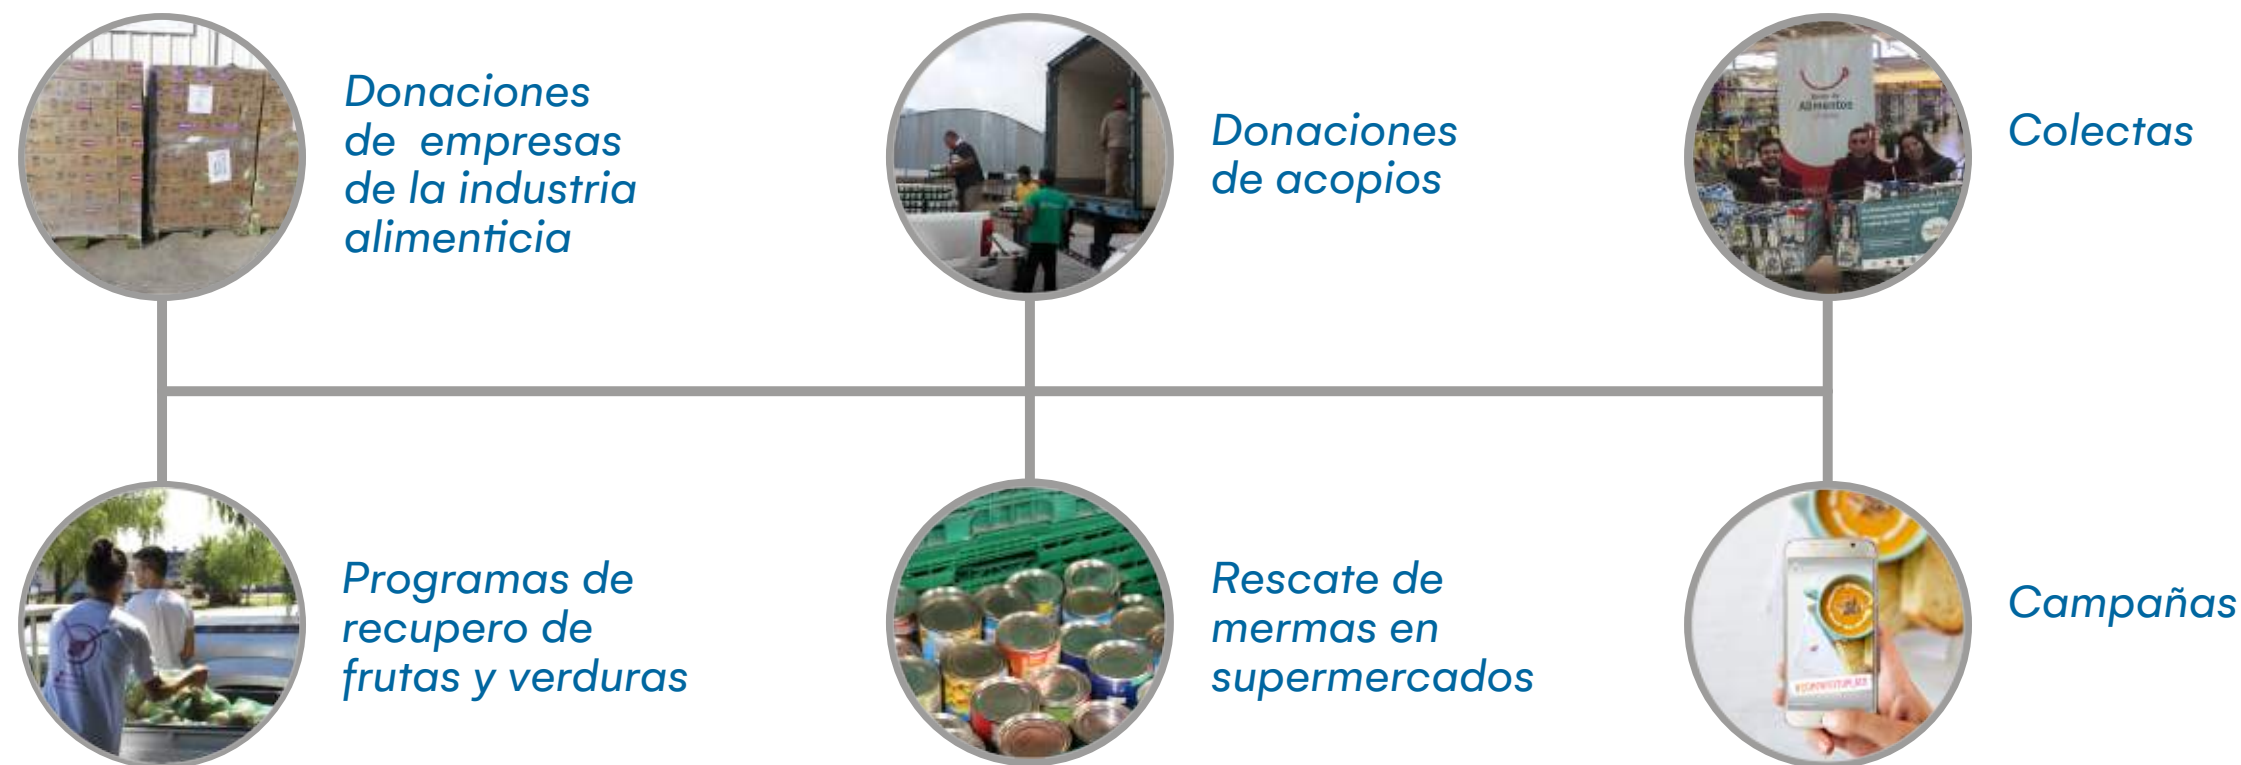 Donaciones
de empresas
de la industria
alimenticia
Donaciones
de acopios
Alimentos
Colectas
Programas de
recupero de
frutas y verduras
Rescate de
mermas en
supermercados
Campañas